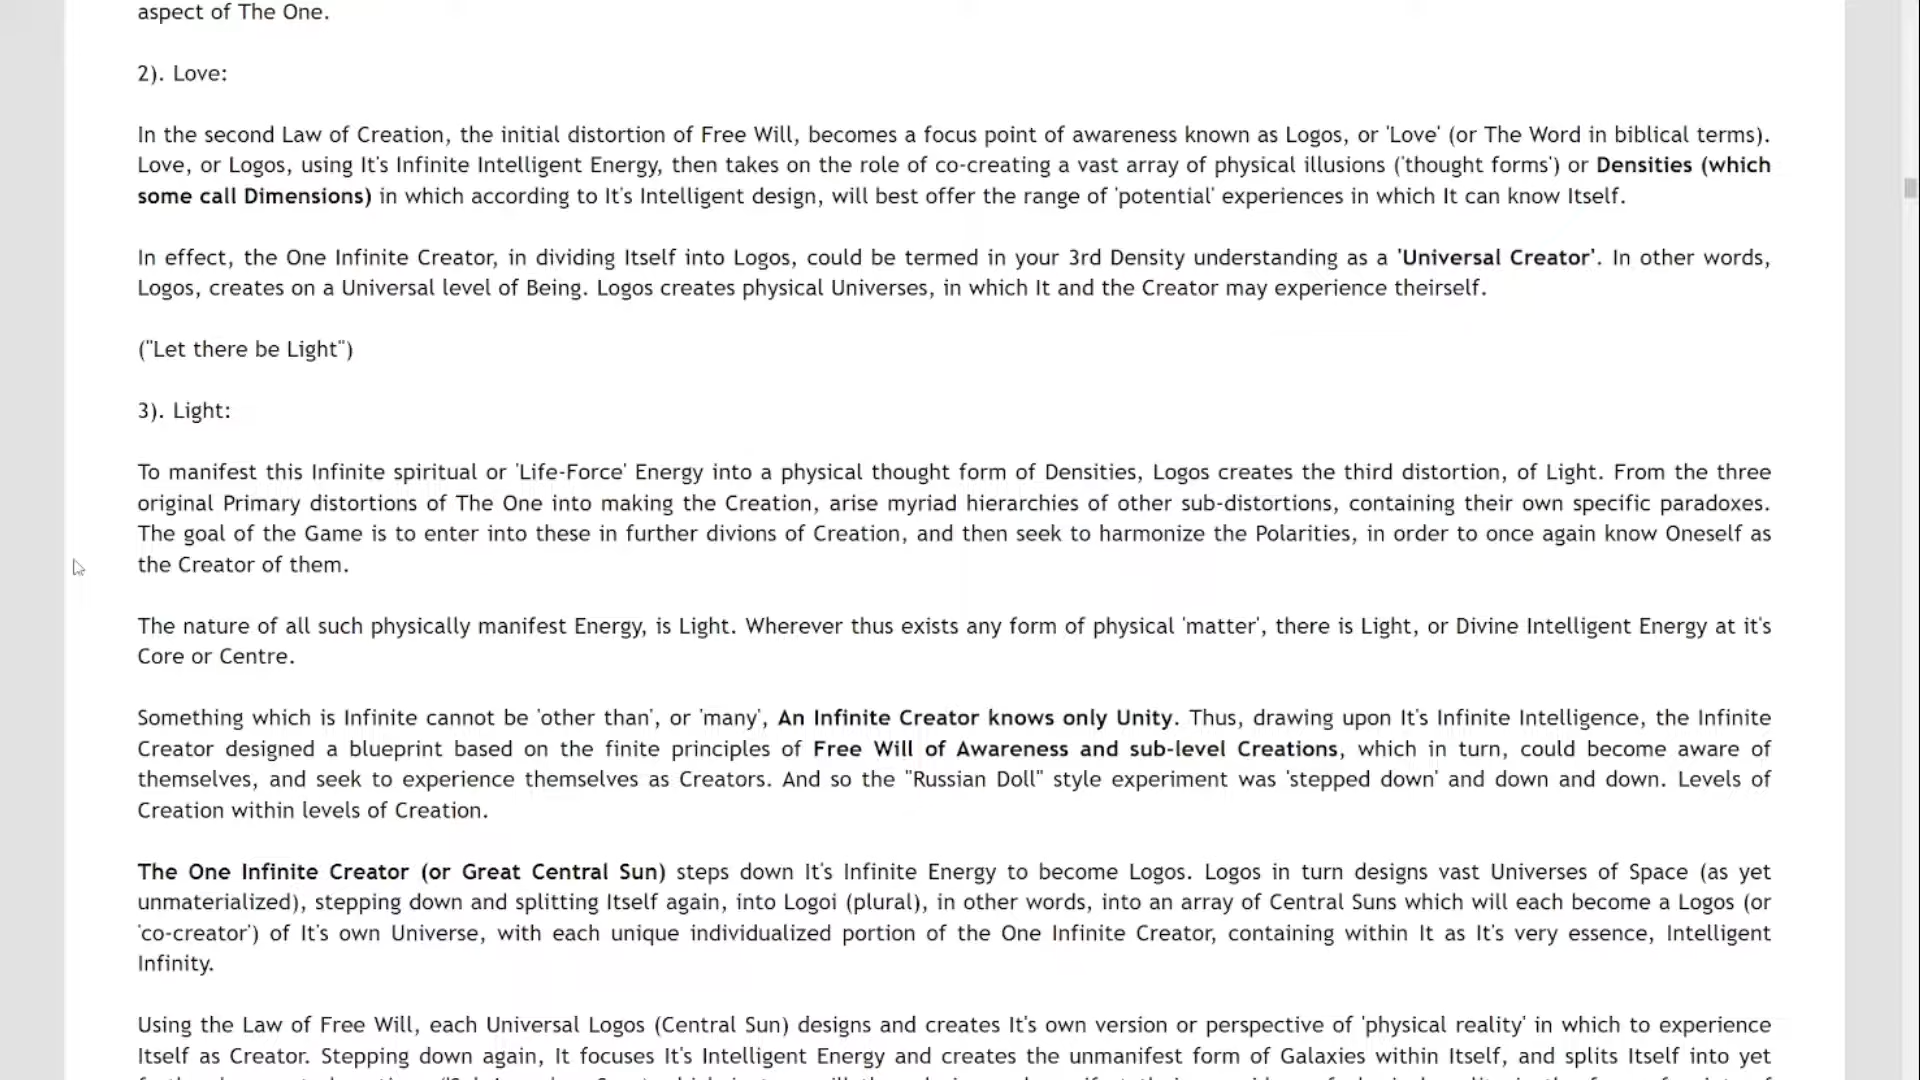 aspect of The One.
2). Love:
In the second Law of Creation, the initial distortion of Free Will, becomes a focus point of awareness known as Logos, or 'Love' (or The Word in biblical terms).
Love, or Logos, using It's Infinite Intelligent Energy, then takes on the role of co-creating a vast array of physical illusions ('thought forms') or Densities (which
some call Dimensions) in which according to It's Intelligent design, will best offer the range of 'potential' experiences in which It can know Itself.
In effect, the One Infinite Creator, in dividing Itself into Logos, could be termed in your 3rd Density understanding as a 'Universal Creator'. In other words,
Logos, creates on a Universal level of Being. Logos creates physical Universes, in which It and the Creator may experience theirself.
("Let there be Light")
3). Light:
To manifest this Infinite spiritual or 'Life-Force' Energy into a physical thought form of Densities, Logos creates the third distortion, of Light. From the three
original Primary distortions of The One into making the Creation, arise myriad hierarchies of other sub-distortions, containing their own specific paradoxes.
The goal of the Game is to enter into these in further divions of Creation, and then seek to harmonize the Polarities, in order to once again know Oneself as
the Creator of them.
The nature of all such physically manifest Energy, is Light. Wherever thus exists any form of physical 'matter', there is Light, or Divine Intelligent Energy at it's
Core or Centre.
Something which is Infinite cannot be 'other than', or 'many', An Infinite Creator knows only Unity. Thus, drawing upon It's Infinite Intelligence, the Infinite
Creator designed a blueprint based on the finite principles of Free Will of Awareness and sub-level Creations, which in turn, could become aware of
themselves, and seek to experience themselves as Creators. And so the "Russian Doll" style experiment was 'stepped down' and down and down. Levels of
Creation within levels of Creation.
The One Infinite Creator (or Great Central Sun) steps down It's Infinite Energy to become Logos. Logos in turn designs vast Universes of Space (as yet
unmaterialized), stepping down and splitting Itself again, into Logoi (plural), in other words, into an array of Central Suns which will each become a Logos (or
'co-creator') of It's own Universe, with each unique individualized portion of the One Infinite Creator, containing within It as It's very essence, Intelligent
Infinity.
Using the Law of Free Will, each Universal Logos (Central Sun) designs and creates It's own version or perspective of 'physical reality' in which to experience
Itself as Creator. Stepping down again, It focuses It's Intelligent Energy and creates the unmanifest form of Galaxies within Itself, and splits Itself into yet